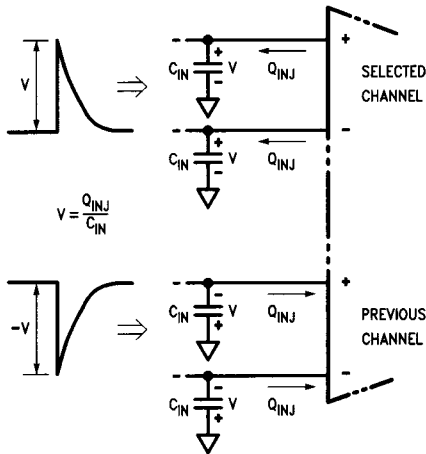 +
V
C_IN
+
-
V
Q_INJ
SELECTED
CHANNEL
-
C_IN
+
-
V
Q_INJ
V = Q_INJ
C_IN
-V
+
C_IN
-
+
V
Q_INJ
PREVIOUS
CHANNEL
-
C_IN
-
+
V
Q_INJ